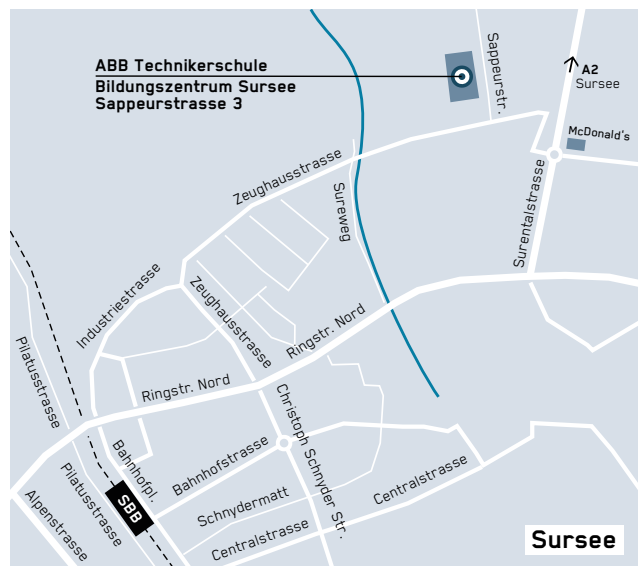 ABB Technikerschule
Bildungszentrum Sursee
Sappeurstrasse 3
Sappeurstr.
A2
Sursee
McDonald's
Zeughausstrasse
Sureweg
Surentalstrasse
Industriestrasse
Zeughausstrasse
Ringstr. Nord
Pilatusstrasse
Ringstr. Nord
Christoph Schnyder Str.
Bahnhofpl.
Bahnhofstrasse
Pilatusstrasse
SBB
Centralstrasse
Schnydermatt
Alpenstrasse
Centralstrasse
Sursee